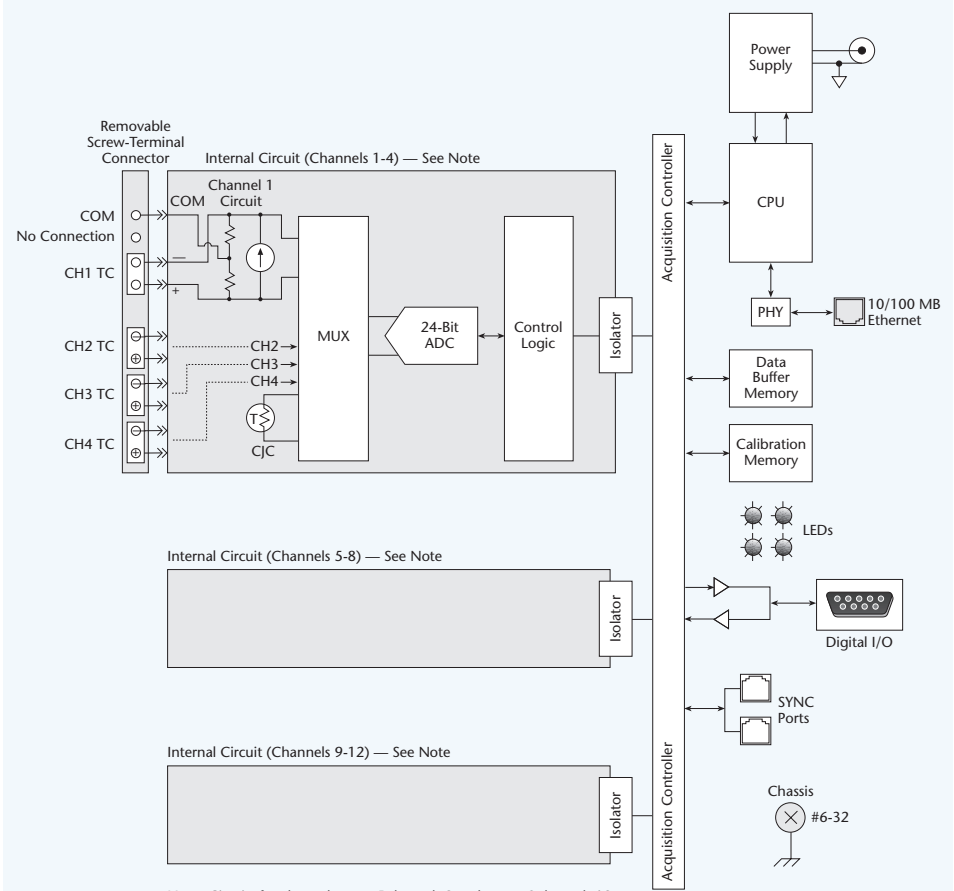 Power
Supply
Removable
Screw-Terminal
Connector
Internal Circuit (Channels 1-4) — See Note
Channel 1
Circuit
COM
COM
No Connection
CH1 TC
—
+
CH2 TC
CH3 TC
CH4 TC
CH2
CH3
CH4
T
CJC
MUX
24-Bit
ADC
Control
Logic
Isolator
Acquisition Controller
CPU
PHY
10/100 MB
Ethernet
Data
Buffer
Memory
Calibration
Memory
LEDs
Internal Circuit (Channels 5-8) — See Note
Isolator
Digital I/O
SYNC
Ports
Internal Circuit (Channels 9-12) — See Note
Isolator
Acquisition Controller
Chassis
#6-32